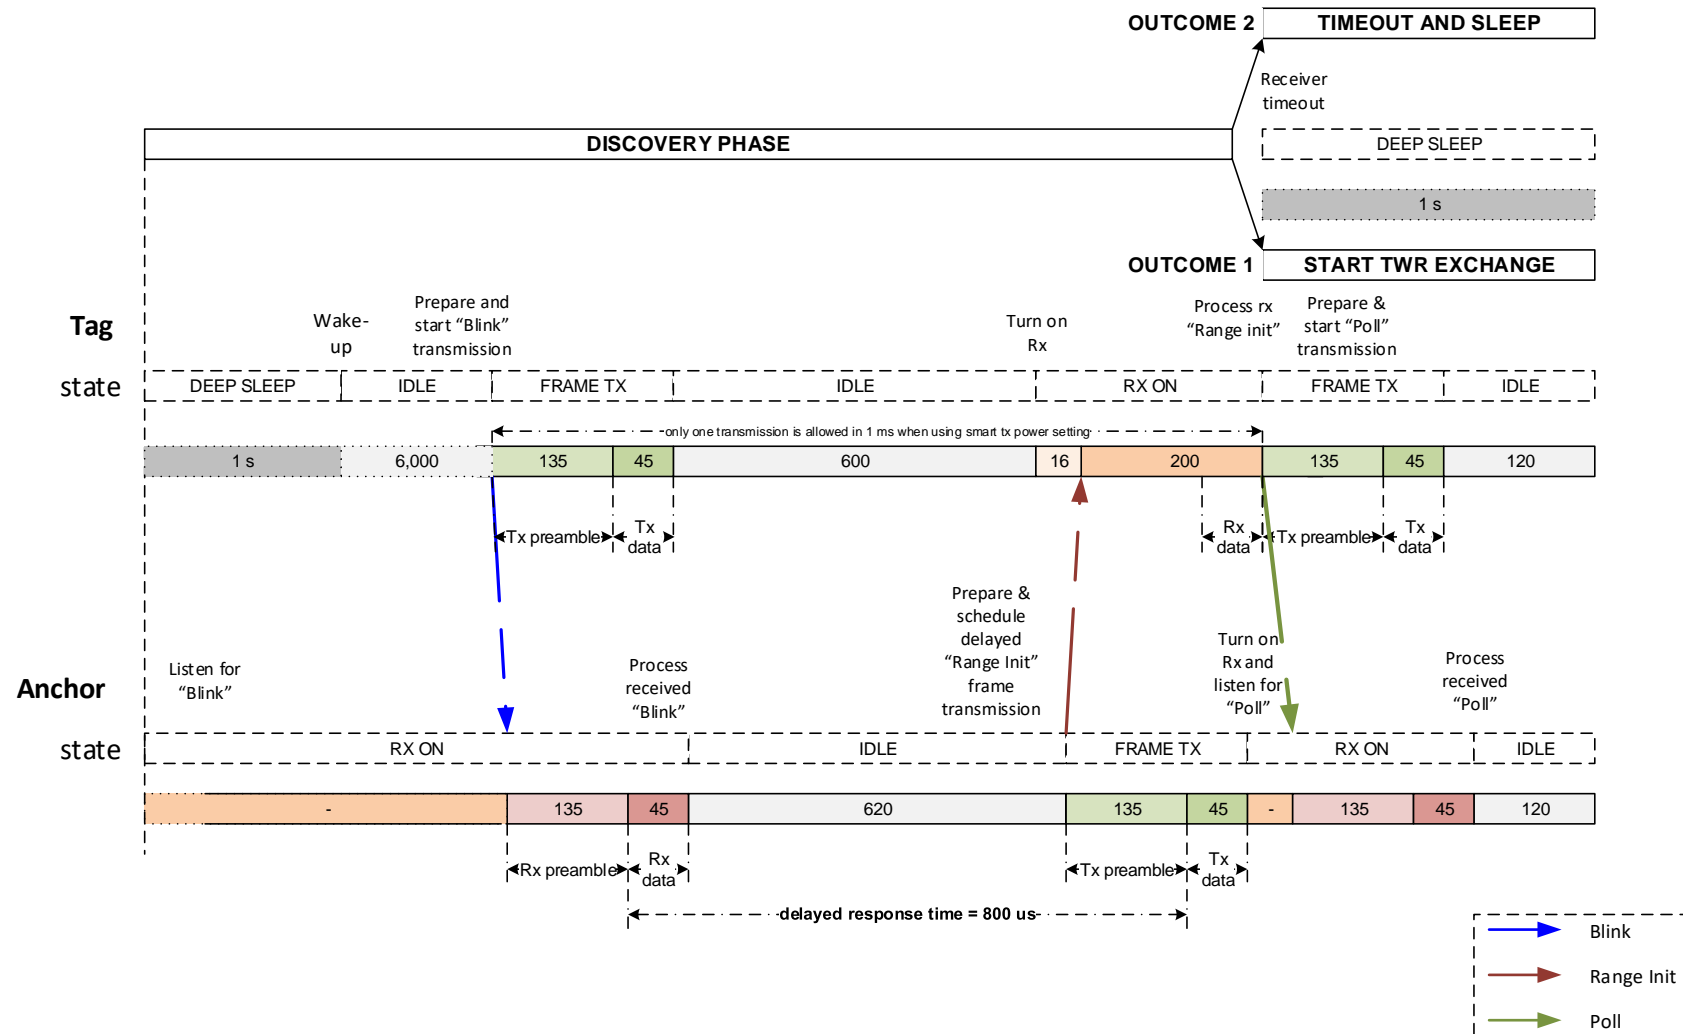 OUTCOME 2
TIMEOUT AND SLEEP
Receiver
timeout
DISCOVERY PHASE
DEEP SLEEP
1 s
OUTCOME 1
START TWR EXCHANGE
Tag
state
Wake-
up
Prepare and
start “Blink”
transmission
Turn on
Rx
Process rx
“Range init”
Prepare &
start “Poll”
transmission
DEEP SLEEP
IDLE
FRAME TX
IDLE
RX ON
FRAME TX
IDLE
only one transmission is allowed in 1 ms when using smart tx power setting
1 s
6,000
135
45
600
16
200
135
45
120
Tx preamble
Tx
data
Rx
data
Tx preamble
Tx
data
Anchor
state
Listen for
“Blink”
Process
received
“Blink”
Prepare &
schedule
delayed
“Range Init”
frame
transmission
Turn on
Rx and
listen for
“Poll”
Process
received
“Poll”
RX ON
IDLE
FRAME TX
RX ON
IDLE
-
135
45
620
135
45
-
135
45
120
Rx preamble
Rx
data
Tx preamble
Tx
data
delayed response time = 800 us
Blink
Range Init
Poll